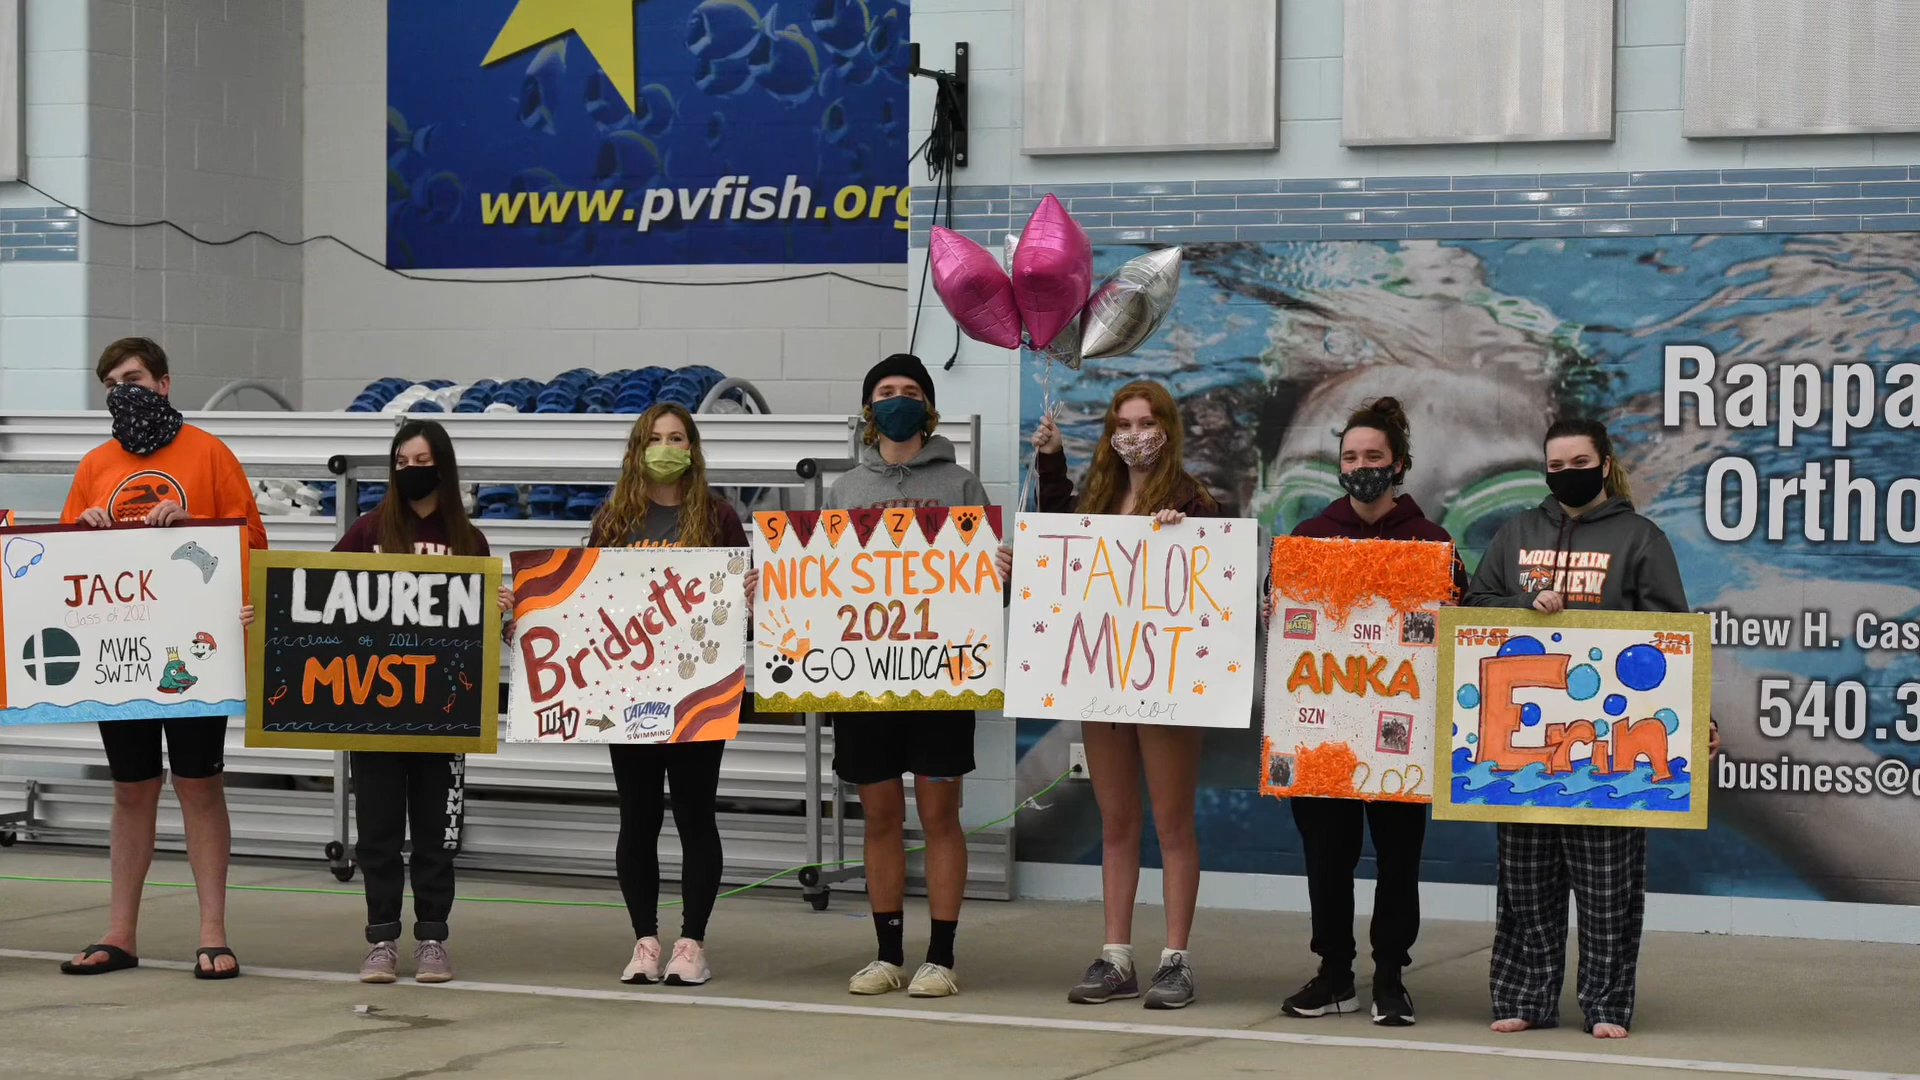 www.pvfish.org
Rappa
Ortho
thew H. Cas
540.3
business@
JACK
Class of 2021
MVHS
SWIM
LAUREN
class of 2021
MVST
SWIMMING
Bridgette
MV
CATAWBA
SWIMMING
SNRSZN
NICK STESKA
2021
GO WILDCATS
TAYLOR
MVST
senior
MASON
SNR
ANKA
SZN
202
MOUNTAIN
VIEW
SWIMMING
MVST
2021
Erin